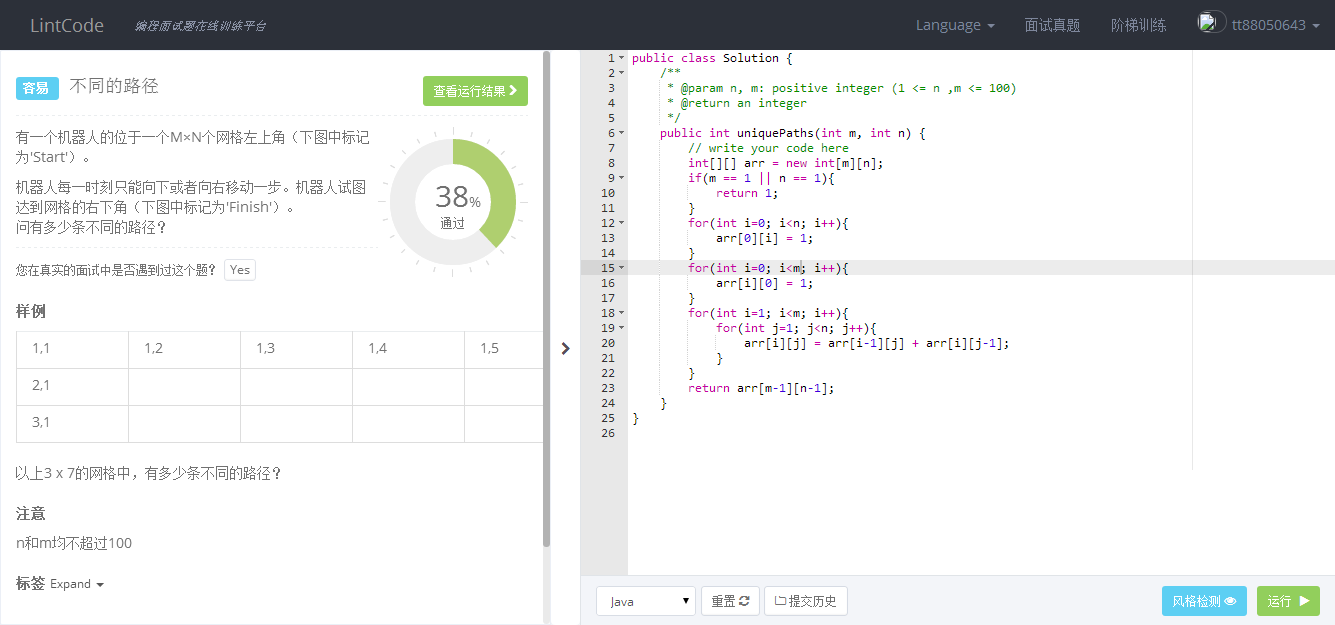 LintCode 编程面试题在线训练平台 Language 面试真题 阶梯训练 tt88050643
容易 不同的路径 查看运行结果
有一个机器人的位于一个M×N个网格左上角（下图中标记
为'Start'）。
机器人每一时刻只能向下或者向右移动一步。机器人试图
达到网格的右下角（下图中标记为'Finish'）。
问有多少条不同的路径？
38%
通过
您在真实的面试中是否遇到过这个题？ Yes
样例
1,1 1,2 1,3 1,4 1,5
2,1
3,1
以上3 x 7的网格中，有多少条不同的路径？
注意
n和m均不超过100
标签 Expand
1 public class Solution {
2 /**
3 * @param n, m: positive integer (1 <= n ,m <= 100)
4 * @return an integer
5 */
6 public int uniquePaths(int m, int n) {
7 // write your code here
8 int[][] arr = new int[m][n];
9 if(m == 1 || n == 1){
10 return 1;
11 }
12 for(int i=0; i<n; i++){
13 arr[0][i] = 1;
14 }
15 for(int i=0; i<m; i++){
16 arr[i][0] = 1;
17 }
18 for(int i=1; i<m; i++){
19 for(int j=1; j<n; j++){
20 arr[i][j] = arr[i-1][j] + arr[i][j-1];
21 }
22 }
23 return arr[m-1][n-1];
24 }
25 }
26
Java 重置 提交历史 风格检测 运行